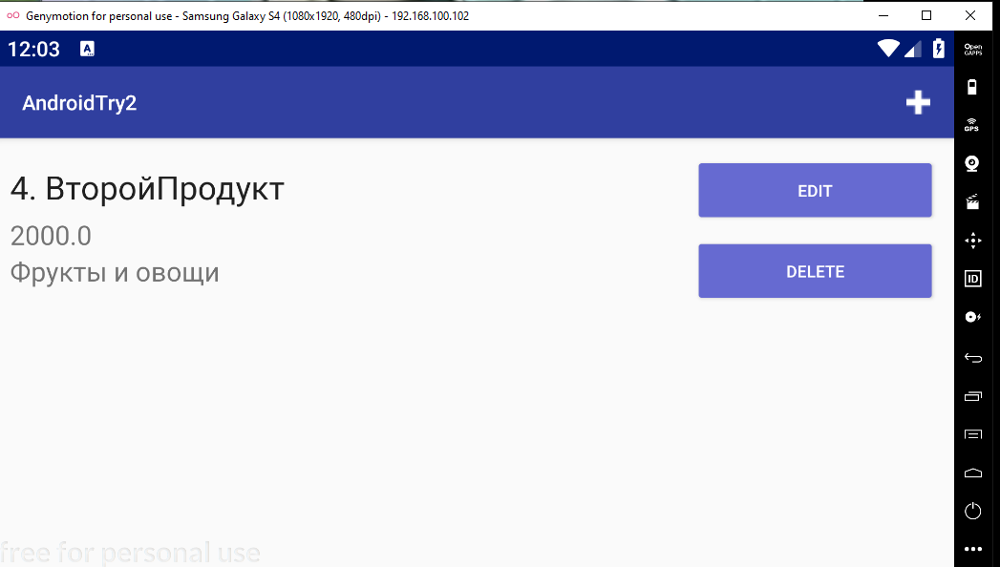 Genymotion for personal use - Samsung Galaxy S4 (1080x1920, 480dpi) - 192.168.100.102
12:03 A
Open GAPPS
AndroidTry2
GPS
4. ВторойПродукт
EDIT
2000.0
Фрукты и овощи
DELETE
ID
free for personal use